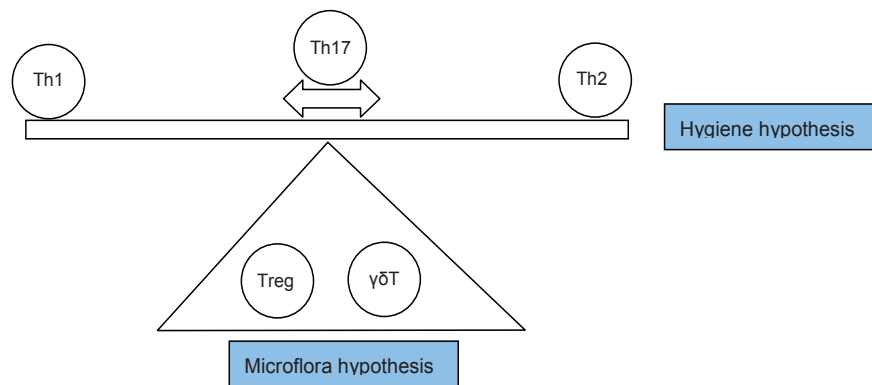 Th17
Th1
Th2
Hygiene hypothesis
Treg
γδT
Microflora hypothesis